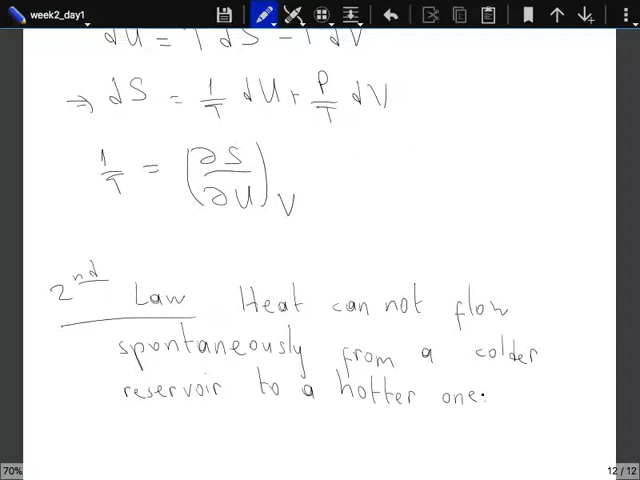 week2_day1
dU = T dS - P dV
⇒ dS = 1/T dU + P/T dV
1/T = (∂S/∂U)_V
2nd Law Heat can not flow
spontaneously from a colder
reservoir to a hotter one.
70%
12 / 12